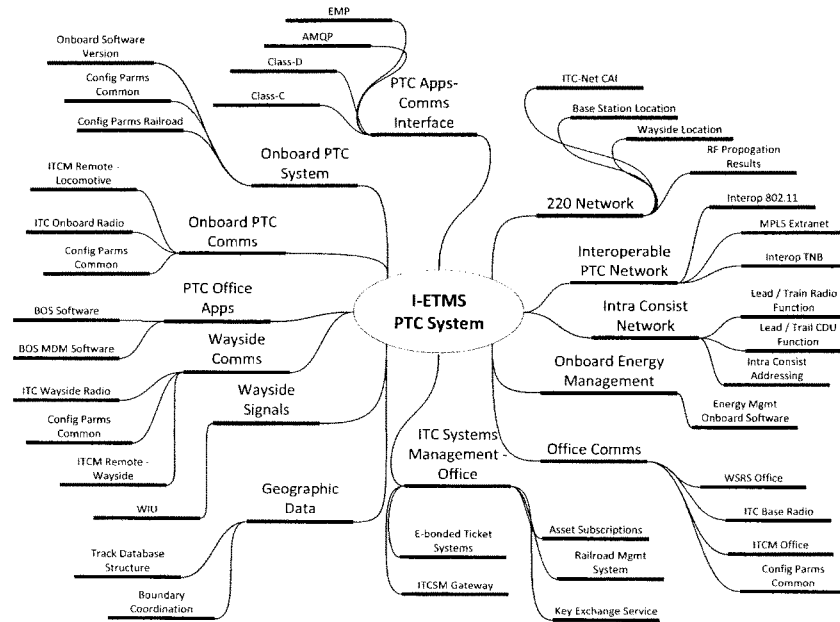 EMP
AMQP
Class-D
Class-C
PTC Apps-
Comms
Interface
Onboard Software
Version
Config Parms
Common
Config Parms Railroad
Onboard PTC
System
ITCM Remote -
Locomotive
ITC Onboard Radio
Config Parms
Common
Onboard PTC
Comms
BOS Software
BOS MDM Software
PTC Office
Apps
ITC Wayside Radio
Config Parms
Common
ITCM Remote -
Wayside
Wayside
Comms
WIU
Wayside
Signals
Track Database
Structure
Boundary
Coordination
Geographic
Data
I-ETMS
PTC System
ITC-Net CAI
Base Station Location
Wayside Location
RF Propogation
Results
220 Network
Interop 802.11
MPLS Extranet
Interop TNB
Interoperable
PTC Network
Lead / Train Radio
Function
Lead / Trail CDU
Function
Intra Consist
Addressing
Intra Consist
Network
Onboard Energy
Management
Energy Mgmt
Onboard Software
Office Comms
WSRS Office
ITC Base Radio
ITCM Office
Config Parms
Common
ITC Systems
Management -
Office
E-bonded Ticket
Systems
ITCSM Gateway
Asset Subscriptions
Railroad Mgmt
System
Key Exchange Service